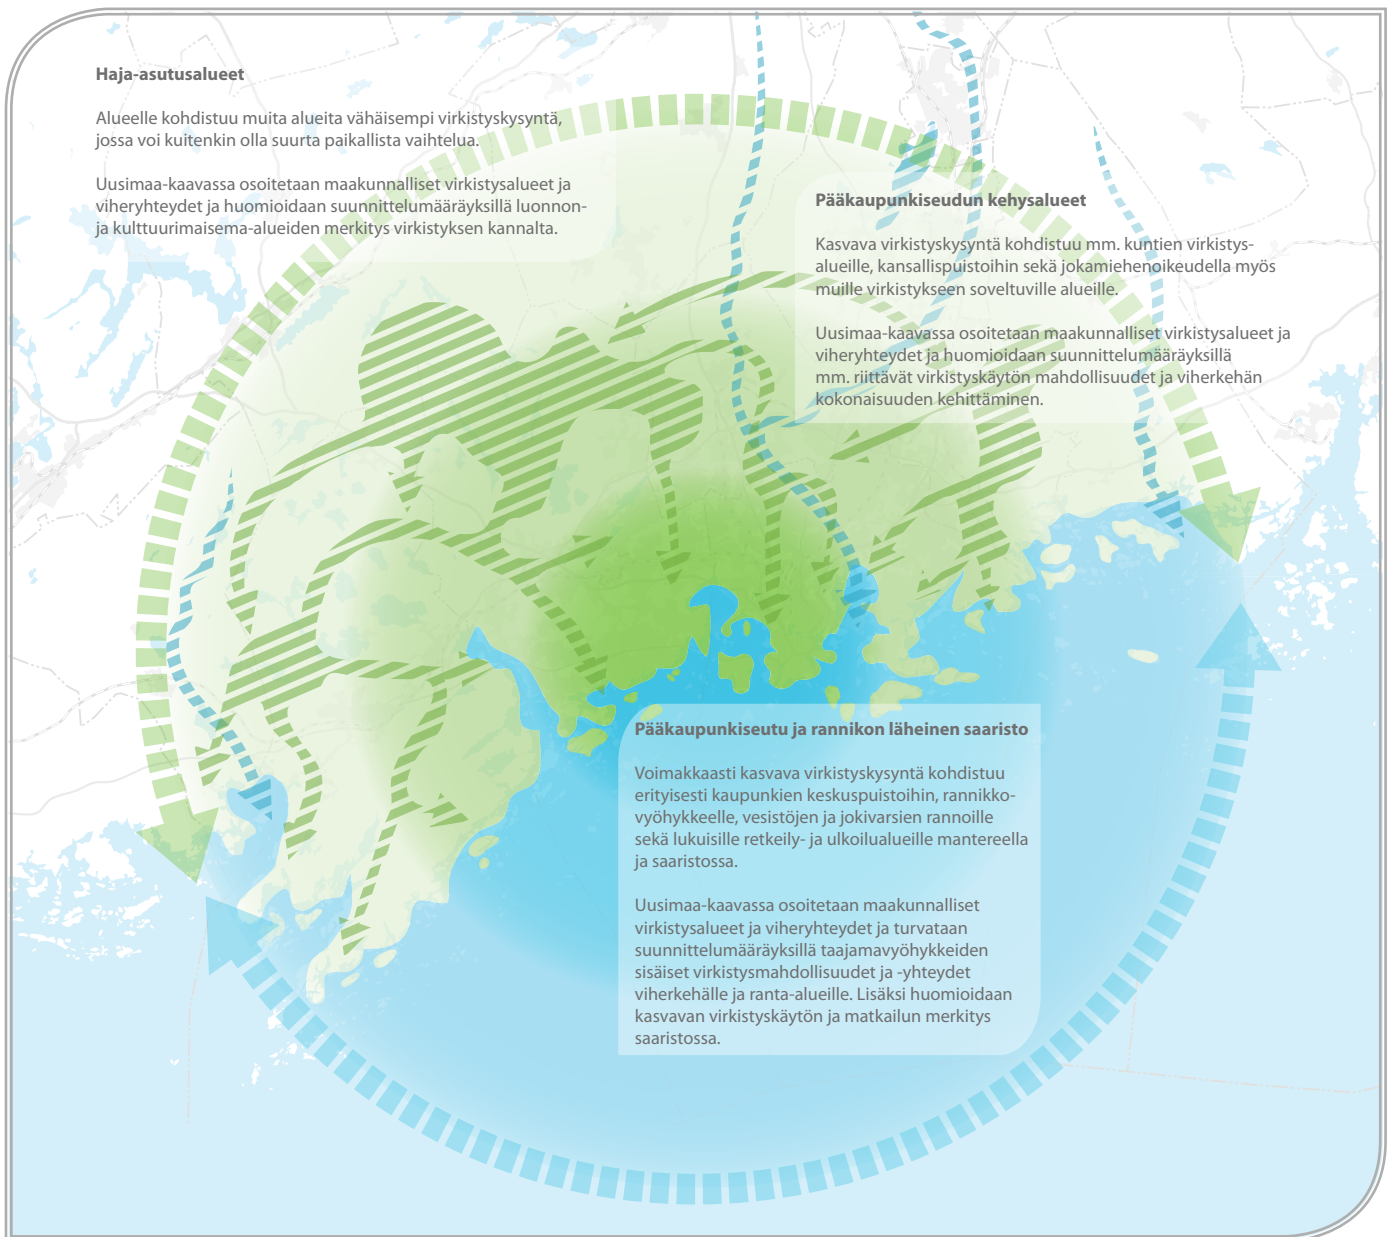 Haja-asutusalueet
Alueelle kohdistuu muita alueita vähäisempi virkistyskysyntä,
jossa voi kuitenkin olla suurta paikallista vaihtelua.
Uusimaa-kaavassa osoitetaan maakunnalliset virkistysalueet ja
viheryhteydet ja huomioidaan suunnittelumääräyksillä luonnon-
ja kulttuurimaisema-alueiden merkitys virkistyksen kannalta.
Pääkaupunkiseudun kehysalueet
Kasvava virkistyskysyntä kohdistuu mm. kuntien virkistys-
alueille, kansallispuistoihin sekä jokamiehenoikeudella myös
muille virkistykseen soveltuville alueille.
Uusimaa-kaavassa osoitetaan maakunnalliset virkistysalueet ja
viheryhteydet ja huomioidaan suunnittelumääräyksillä
mm. riittävät virkistyskäytön mahdollisuudet ja viherkehän
kokonaisuuden kehittäminen.
Pääkaupunkiseutu ja rannikon läheinen saaristo
Voimakkaasti kasvava virkistyskysyntä kohdistuu
erityisesti kaupunkien keskuspuistoihin, rannikko-
vyöhykkeelle, vesistöjen ja jokivarsien rannoille
sekä lukuisille retkeily- ja ulkoilualueille mantereella
ja saaristossa.
Uusimaa-kaavassa osoitetaan maakunnalliset
virkistysalueet ja viheryhteydet ja turvataan
suunnittelumääräyksillä taajamavyöhykkeiden
sisäiset virkistysmahdollisuudet ja -yhteydet
viherkehälle ja ranta-alueille. Lisäksi huomioidaan
kasvavan virkistyskäytön ja matkailun merkitys
saaristossa.